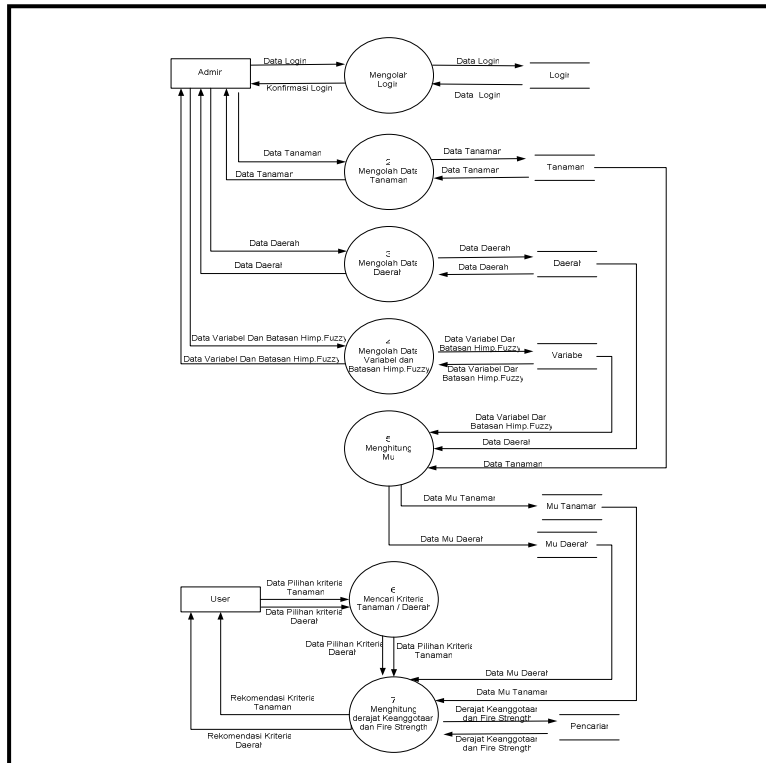 Admin
Data Login
Konfirmasi Login
Mengolah
Login
Data Login
Data Login
Login
Data Tanaman
Data Tanaman
2
Mengolah Data
Tanaman
Data Tanaman
Data Tanaman
Tanaman
Data Daerah
Data Daerah
3
Mengolah Data
Daerah
Data Daerah
Data Daerah
Daerah
Data Variabel Dan Batasan Himp.Fuzzy
Data Variabel Dan Batasan Himp.Fuzzy
4
Mengolah Data
Variabel dan
Batasan Himp.Fuzzy
Data Variabel Dan
Batasan Himp.Fuzzy
Data Variabel Dan
Batasan Himp.Fuzzy
Variabel
Data Variabel Dan
Batasan Himp.Fuzzy
5
Menghitung
Mu
Data Daerah
Data Tanaman
Data Mu Tanaman
Mu Tanaman
Data Mu Daerah
Mu Daerah
User
Data Pilihan kriteria
Tanaman
Data Pilihan kriteria
Daerah
6
Mencari Kriteria
Tanaman / Daerah
Data Pilihan Kriteria
Daerah
Data Pilihan Kriteria
Tanaman
Data Mu Daerah
Data Mu Tanaman
Rekomendasi Kriteria
Tanaman
Rekomendasi Kriteria
Daerah
7
Menghitung
derajat Keanggotaan
dan Fire Strength
Derajat Keanggotaan
dan Fire Strength
Derajat Keanggotaan
dan Fire Strength
Pencarian